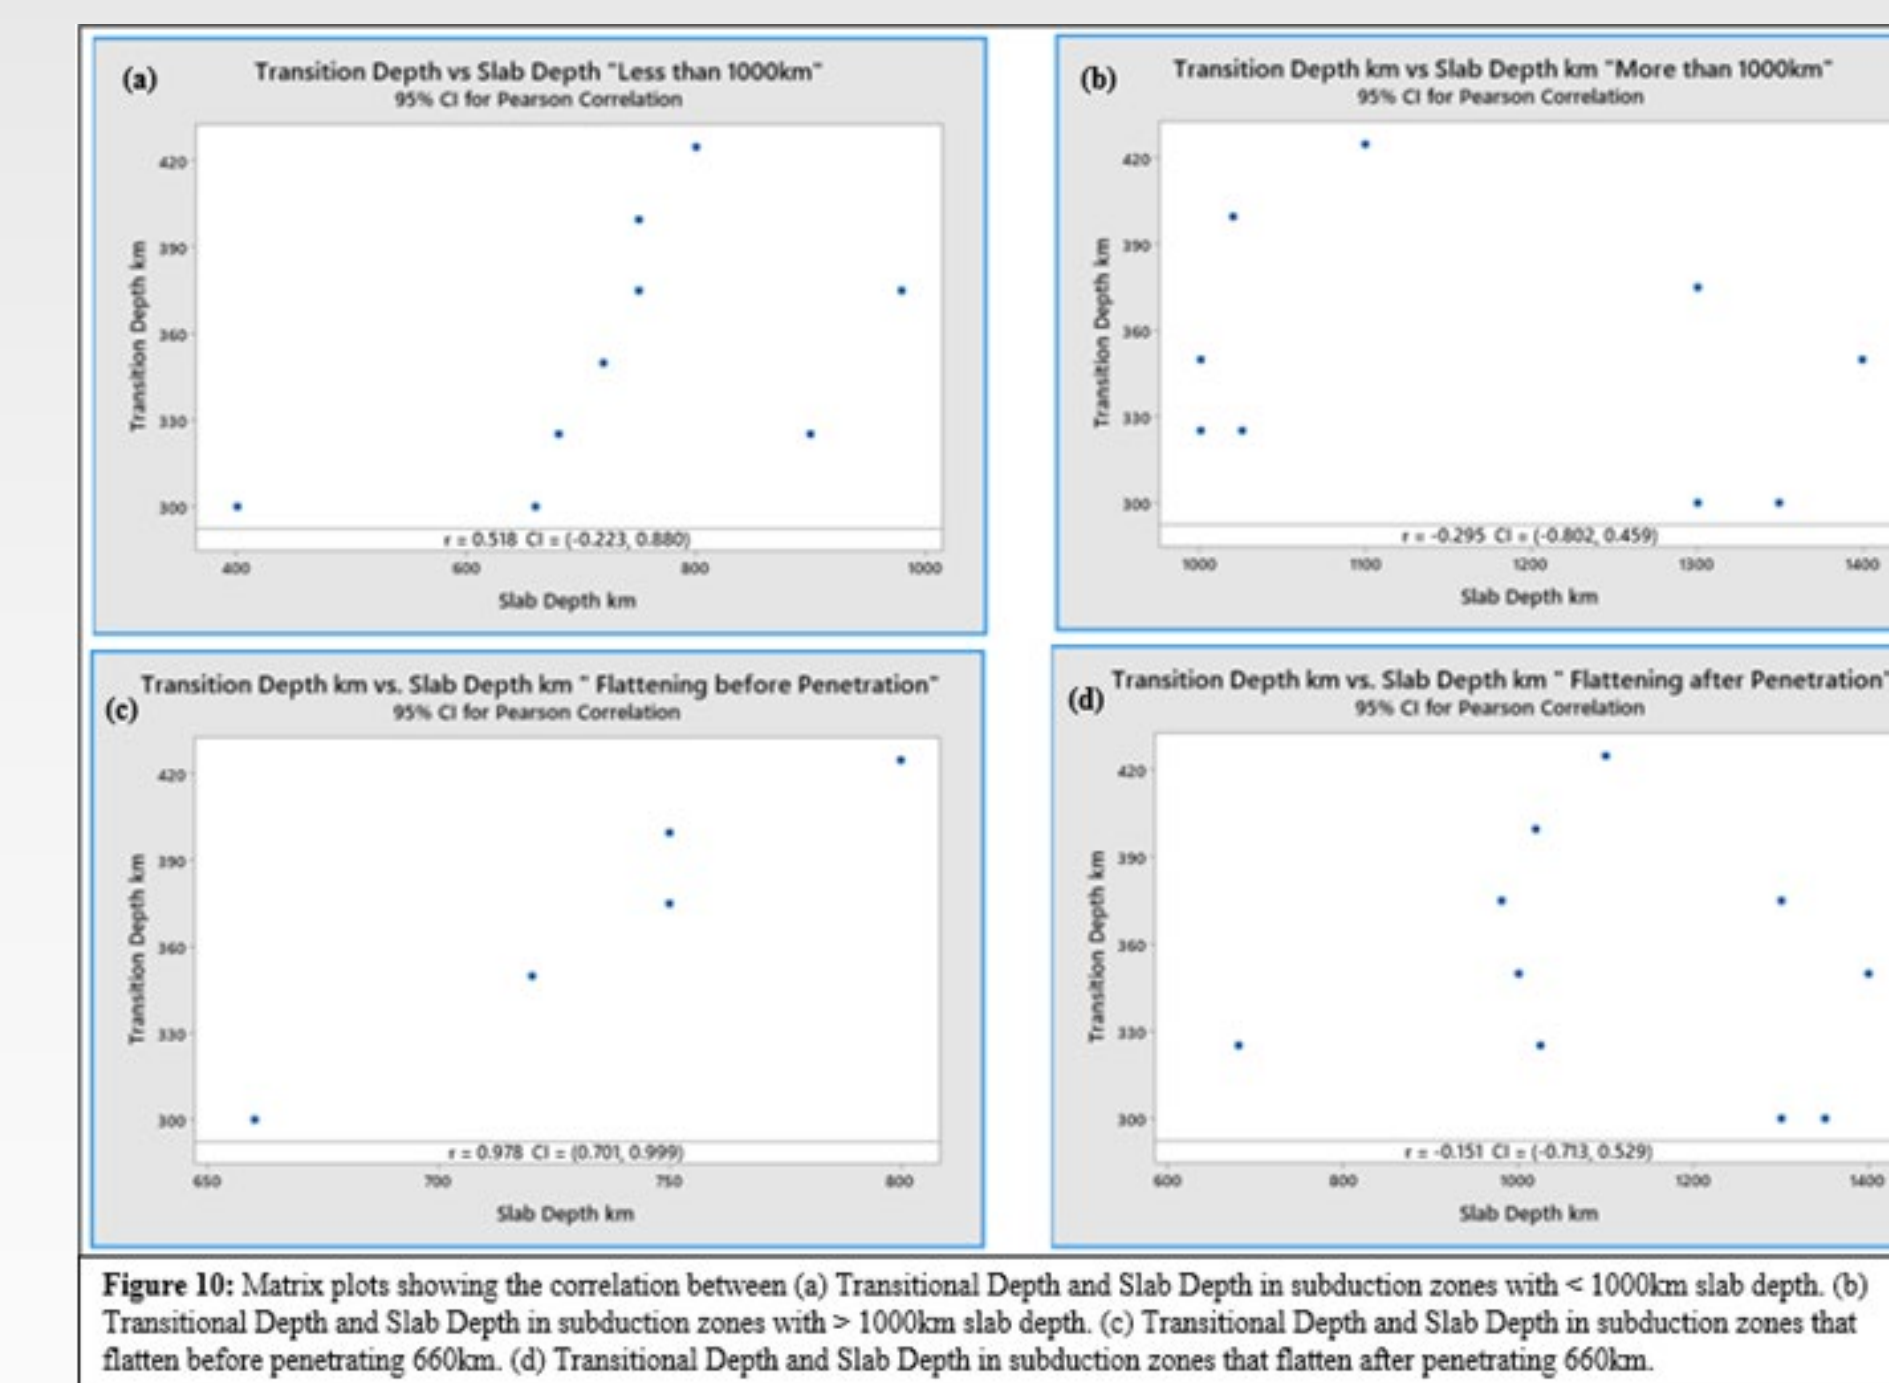 (a)
Transition Depth vs Slab Depth "Less than 1000km"
95% CI for Pearson Correlation
Transition Depth km
420
390
360
330
300
r = 0.518 CI = (-0.223, 0.880)
400 600 800 1000
Slab Depth km
(b)
Transition Depth km vs Slab Depth km "More than 1000km"
95% CI for Pearson Correlation
Transition Depth km
420
390
360
330
300
r = -0.295 CI = (-0.802, 0.459)
1000 1100 1200 1300 1400
Slab Depth km
(c)
Transition Depth km vs. Slab Depth km " Flattening before Penetration"
95% CI for Pearson Correlation
Transition Depth km
420
390
360
330
300
r = 0.978 CI = (0.701, 0.999)
650 700 750 800
Slab Depth km
(d)
Transition Depth km vs. Slab Depth km " Flattening after Penetration"
95% CI for Pearson Correlation
Transition Depth km
420
390
360
330
300
r = -0.151 CI = (-0.713, 0.529)
600 800 1000 1200 1400
Slab Depth km
Figure 10: Matrix plots showing the correlation between (a) Transitional Depth and Slab Depth in subduction zones with < 1000km slab depth. (b)
Transitional Depth and Slab Depth in subduction zones with > 1000km slab depth. (c) Transitional Depth and Slab Depth in subduction zones that
flatten before penetrating 660km. (d) Transitional Depth and Slab Depth in subduction zones that flatten after penetrating 660km.